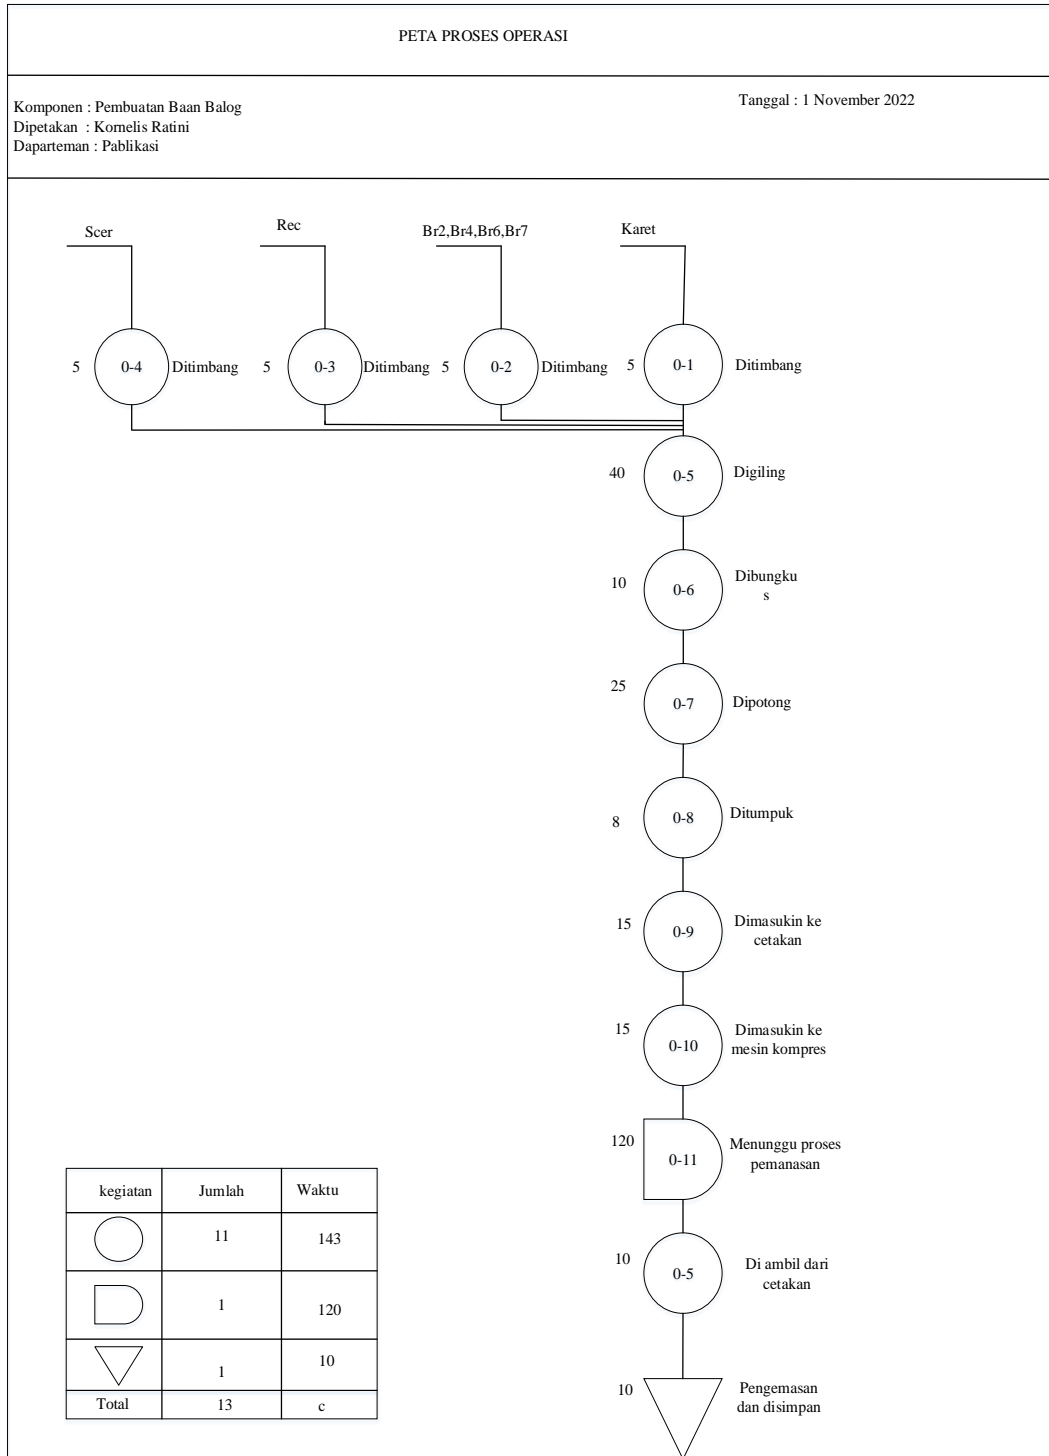 PETA PROSES OPERASI
Komponen : Pembuatan Baan Balog
Dipetakan : Kornelis Ratini
Daparteman : Pablikasi
Tanggal : 1 November 2022
Scer
Rec
Br2,Br4,Br6,Br7
Karet
5 0-4 Ditimbang
5 0-3 Ditimbang
5 0-2 Ditimbang
5 0-1 Ditimbang
40 0-5 Digiling
10 0-6 Dibungku
s
25 0-7 Dipotong
8 0-8 Ditumpuk
15 0-9 Dimasukin ke
cetakan
15 0-10 Dimasukin ke
mesin kompres
120 0-11 Menunggu proses
pemanasan
10 0-5 Di ambil dari
cetakan
10 Pengemasan
dan disimpan
kegiatan Jumlah Waktu
11 143
1 120
1 10
Total 13 c